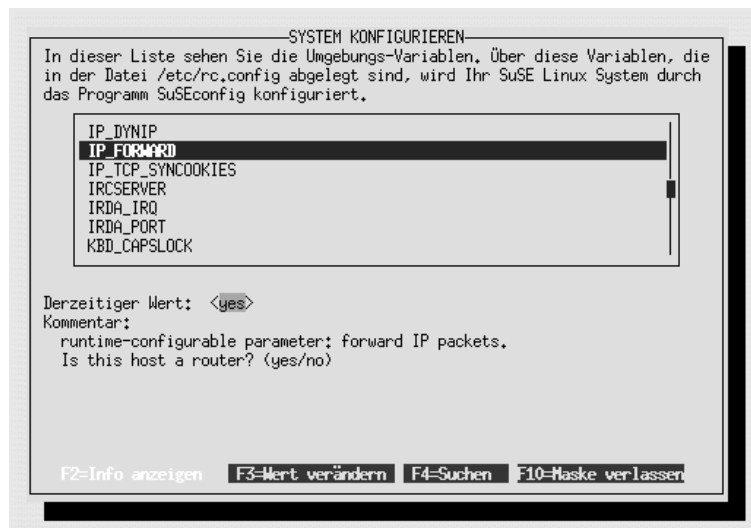 SYSTEM KONFIGURIEREN
In dieser Liste sehen Sie die Umgebungs-Variablen. Über diese Variablen, die
in der Datei /etc/rc.config abgelegt sind, wird Ihr SuSE Linux System durch
das Programm SuSEconfig konfiguriert.
IP_DYNIP
IP_FORWARD
IP_TCP_SYNCOOKIES
IRCSERVER
IRDA_IRQ
IRDA_PORT
KBD_CAPSLOCK
Derzeitiger Wert: <yes>
Kommentar:
runtime-configurable parameter: forward IP packets.
Is this host a router? (yes/no)
F2=Info anzeigen F3=Wert verändern F4=Suchen F10=Maske verlassen